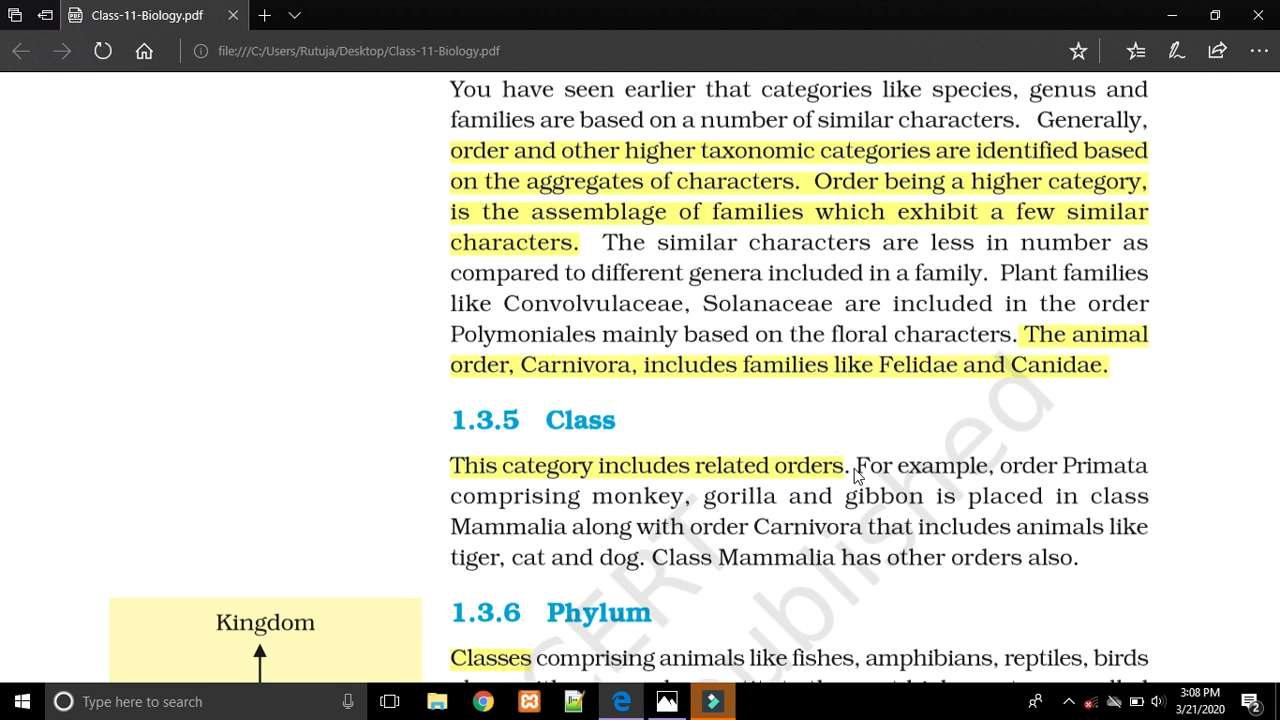 Class-11-Biology.pdf
file:///C:/Users/Rutuja/Desktop/Class-11-Biology.pdf
You have seen earlier that categories like species, genus and
families are based on a number of similar characters. Generally,
order and other higher taxonomic categories are identified based
on the aggregates of characters. Order being a higher category,
is the assemblage of families which exhibit a few similar
characters. The similar characters are less in number as
compared to different genera included in a family. Plant families
like Convolvulaceae, Solanaceae are included in the order
Polymoniales mainly based on the floral characters. The animal
order, Carnivora, includes families like Felidae and Canidae.
1.3.5 Class
This category includes related orders. For example, order Primata
comprising monkey, gorilla and gibbon is placed in class
Mammalia along with order Carnivora that includes animals like
tiger, cat and dog. Class Mammalia has other orders also.
Kingdom
1.3.6 Phylum
Classes comprising animals like fishes, amphibians, reptiles, birds
Type here to search
3:08 PM
3/21/2020
2